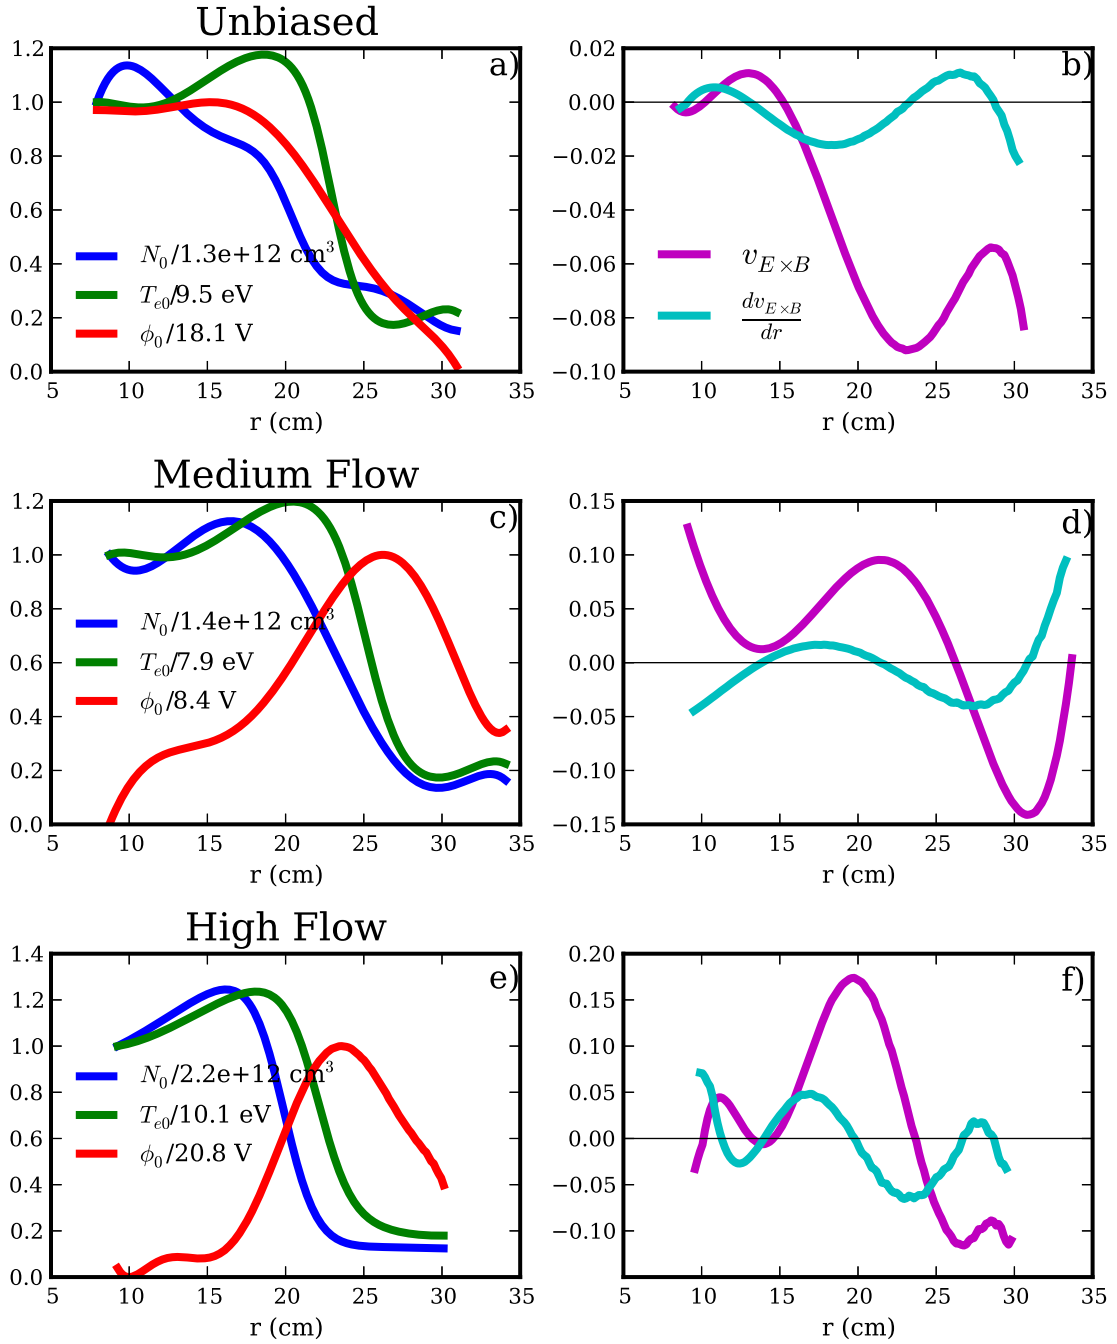 Unbiased
a)
1.2
1.0
0.8
0.6
0.4
0.2
0.0
N₀/1.3e+12 cm³
Tₑ₀/9.5 eV
ϕ₀/18.1 V
5 10 15 20 25 30 35
r (cm)
b)
0.02
0.00
−0.02
−0.04
−0.06
−0.08
−0.10
v_{E×B}
dv_{E×B}
dr
5 10 15 20 25 30 35
r (cm)
Medium Flow
c)
1.2
1.0
0.8
0.6
0.4
0.2
0.0
N₀/1.4e+12 cm³
Tₑ₀/7.9 eV
ϕ₀/8.4 V
5 10 15 20 25 30 35
r (cm)
d)
0.15
0.10
0.05
0.00
−0.05
−0.10
−0.15
5 10 15 20 25 30 35
r (cm)
High Flow
e)
1.4
1.2
1.0
0.8
0.6
0.4
0.2
0.0
N₀/2.2e+12 cm³
Tₑ₀/10.1 eV
ϕ₀/20.8 V
5 10 15 20 25 30 35
r (cm)
f)
0.20
0.15
0.10
0.05
0.00
−0.05
−0.10
5 10 15 20 25 30 35
r (cm)